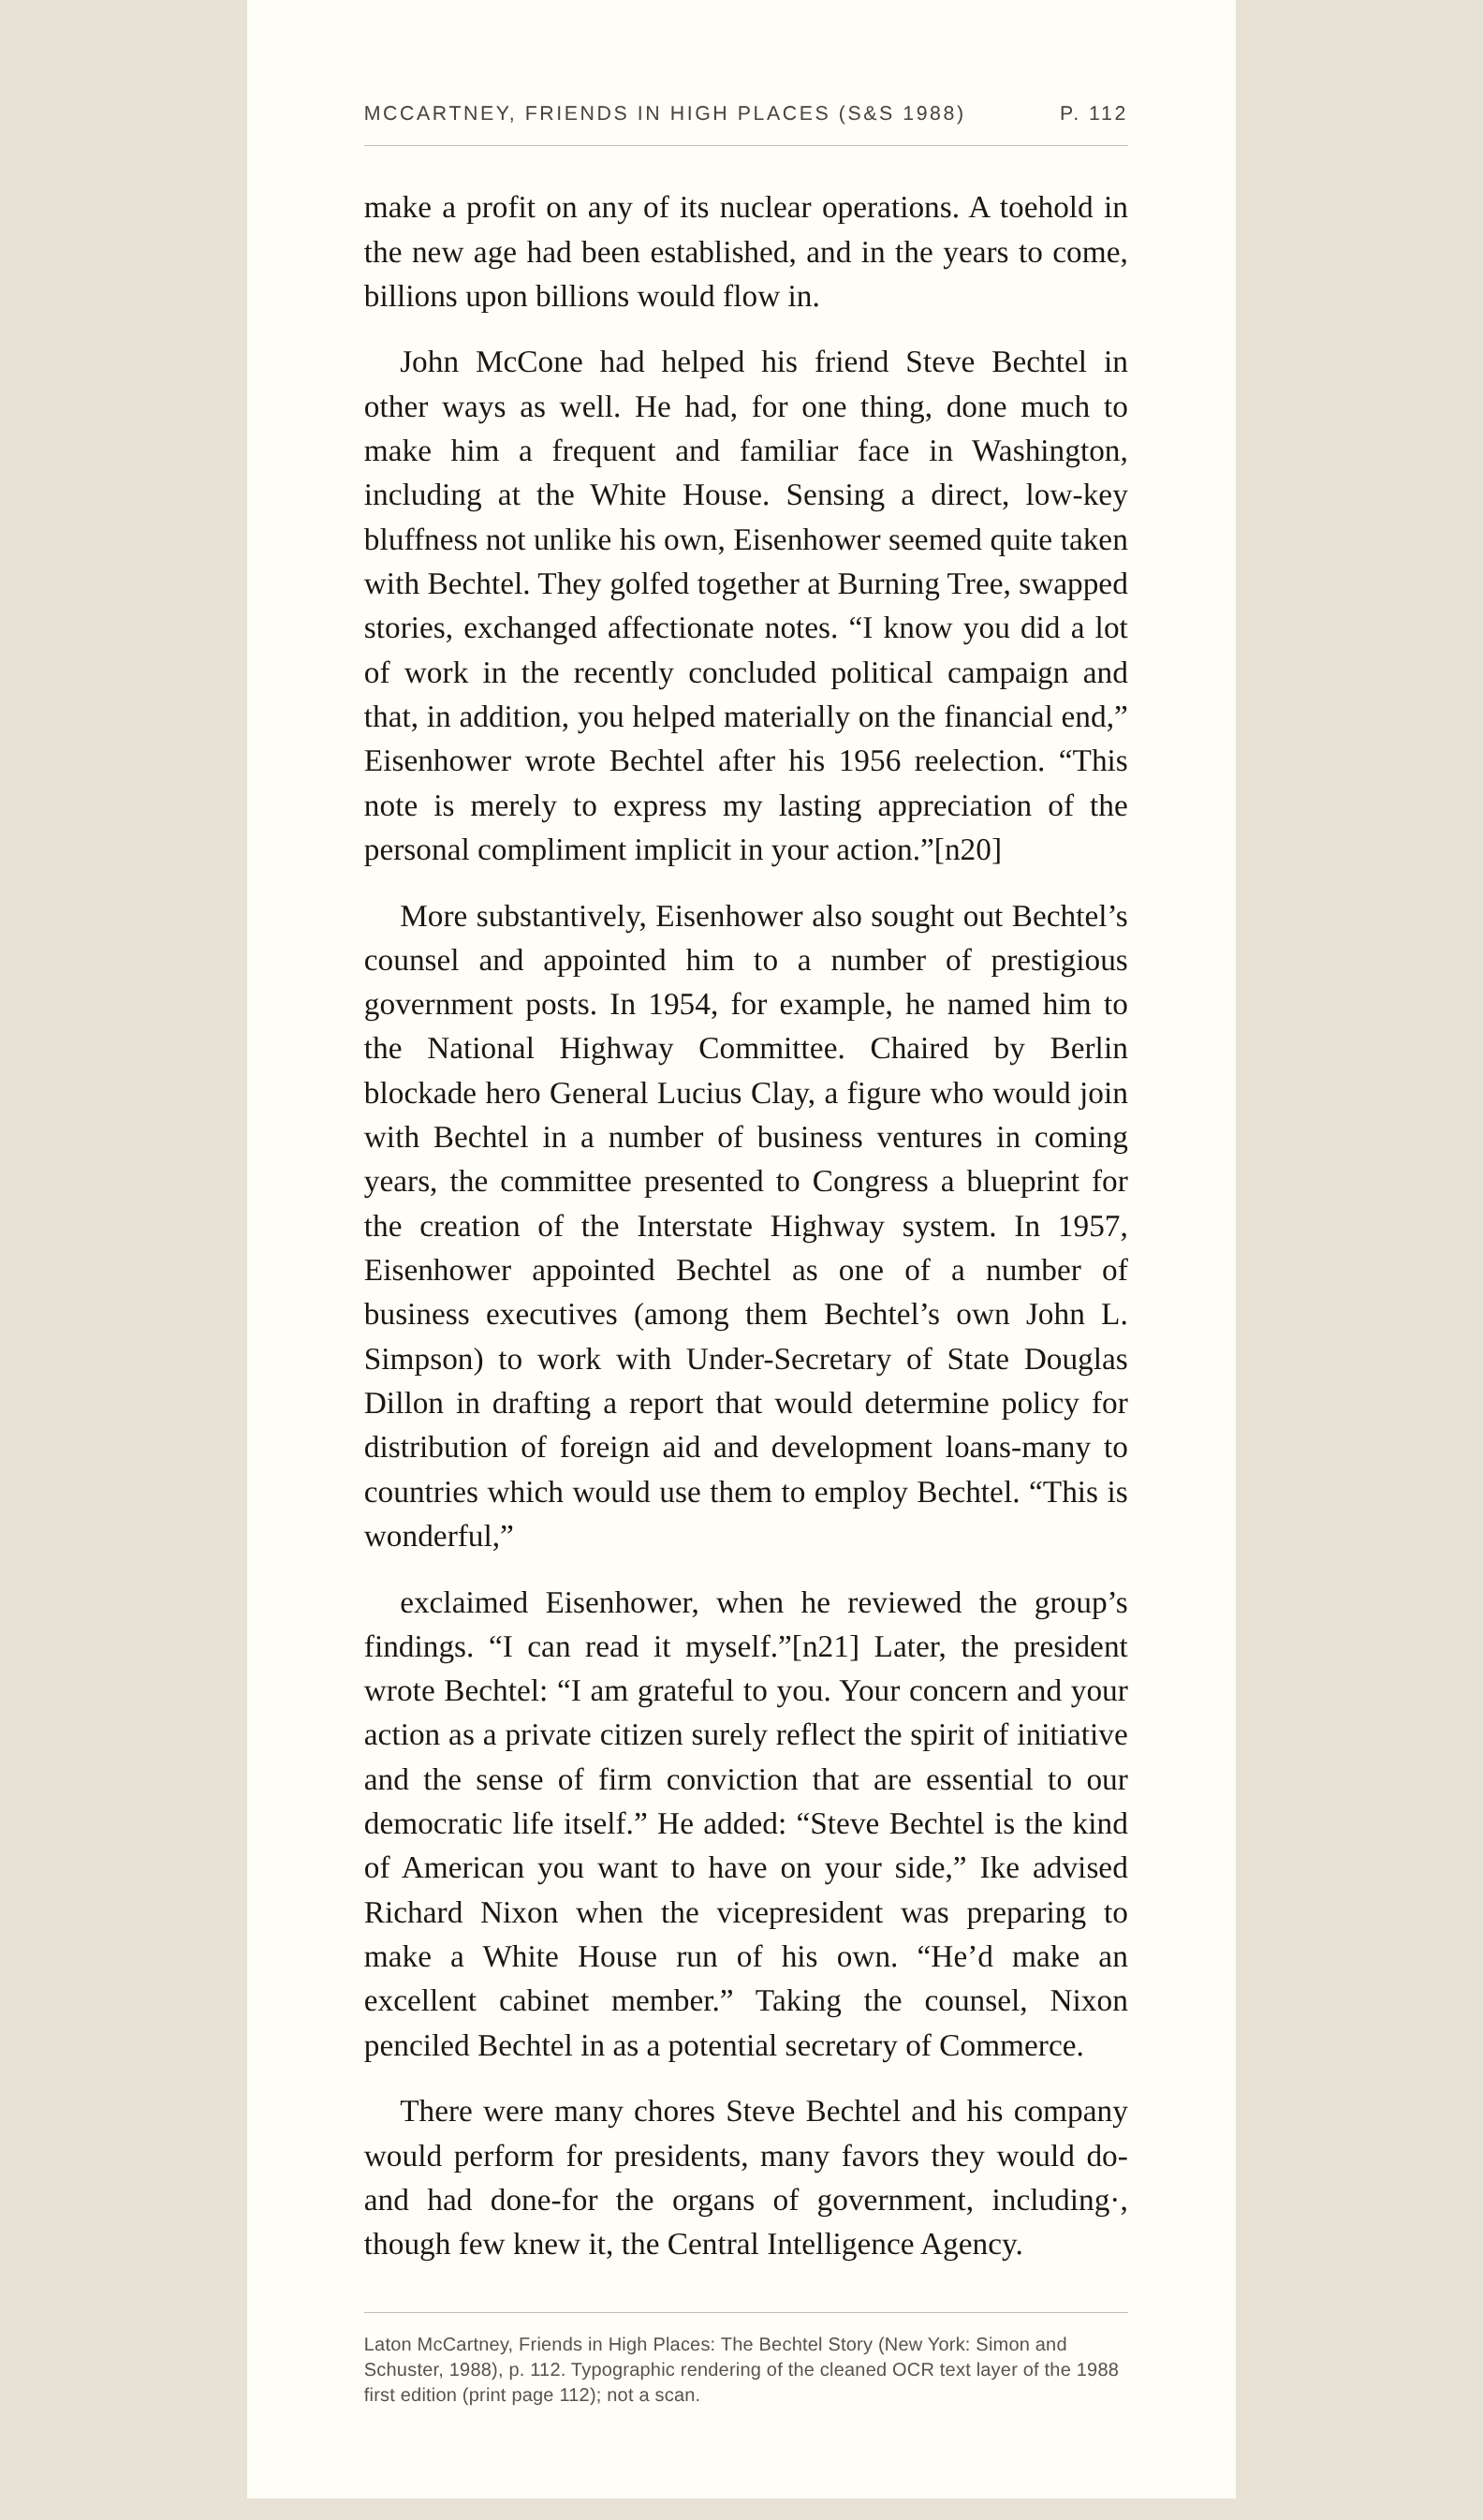 MCCARTNEY, FRIENDS IN HIGH PLACES (S&S 1988) P. 112
make a profit on any of its nuclear operations. A toehold in
the new age had been established, and in the years to come,
billions upon billions would flow in.
John McCone had helped his friend Steve Bechtel in
other ways as well. He had, for one thing, done much to
make him a frequent and familiar face in Washington,
including at the White House. Sensing a direct, low-key
bluffness not unlike his own, Eisenhower seemed quite taken
with Bechtel. They golfed together at Burning Tree, swapped
stories, exchanged affectionate notes. “I know you did a lot
of work in the recently concluded political campaign and
that, in addition, you helped materially on the financial end,”
Eisenhower wrote Bechtel after his 1956 reelection. “This
note is merely to express my lasting appreciation of the
personal compliment implicit in your action.”[n20]
More substantively, Eisenhower also sought out Bechtel’s
counsel and appointed him to a number of prestigious
government posts. In 1954, for example, he named him to
the National Highway Committee. Chaired by Berlin
blockade hero General Lucius Clay, a figure who would join
with Bechtel in a number of business ventures in coming
years, the committee presented to Congress a blueprint for
the creation of the Interstate Highway system. In 1957,
Eisenhower appointed Bechtel as one of a number of
business executives (among them Bechtel’s own John L.
Simpson) to work with Under-Secretary of State Douglas
Dillon in drafting a report that would determine policy for
distribution of foreign aid and development loans-many to
countries which would use them to employ Bechtel. “This is
wonderful,”
exclaimed Eisenhower, when he reviewed the group’s
findings. “I can read it myself.”[n21] Later, the president
wrote Bechtel: “I am grateful to you. Your concern and your
action as a private citizen surely reflect the spirit of initiative
and the sense of firm conviction that are essential to our
democratic life itself.” He added: “Steve Bechtel is the kind
of American you want to have on your side,” Ike advised
Richard Nixon when the vicepresident was preparing to
make a White House run of his own. “He’d make an
excellent cabinet member.” Taking the counsel, Nixon
penciled Bechtel in as a potential secretary of Commerce.
There were many chores Steve Bechtel and his company
would perform for presidents, many favors they would do-
and had done-for the organs of government, including·,
though few knew it, the Central Intelligence Agency.
Laton McCartney, Friends in High Places: The Bechtel Story (New York: Simon and
Schuster, 1988), p. 112. Typographic rendering of the cleaned OCR text layer of the 1988
first edition (print page 112); not a scan.